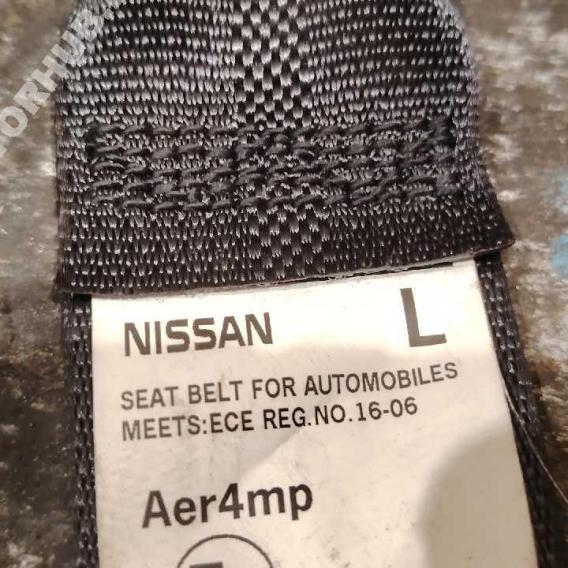 NISSAN L
SEAT BELT FOR AUTOMOBILES
MEETS:ECE REG.NO.16-06
Aer4mp